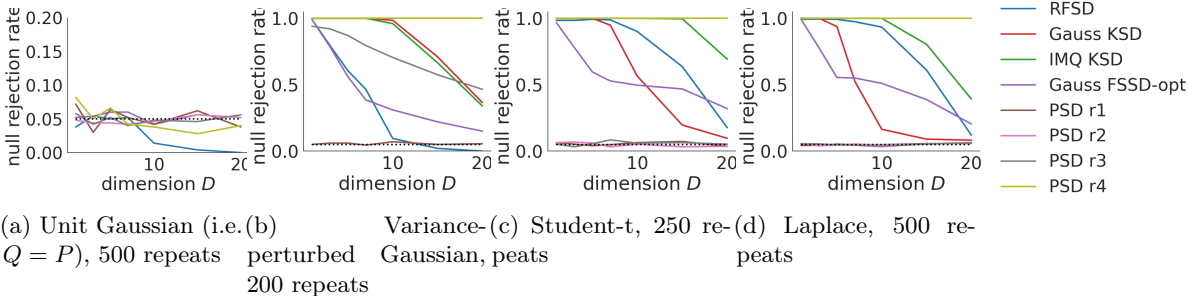 null rejection rate
0.20
0.15
0.10
0.05
0.00
10
20
dimension D
null rejection rate
1.0
0.5
0.0
10
20
dimension D
null rejection rate
1.0
0.5
0.0
10
20
dimension D
null rejection rate
1.0
0.5
0.0
10
20
dimension D
RFSD
Gauss KSD
IMQ KSD
Gauss FSSD-opt
PSD r1
PSD r2
PSD r3
PSD r4
(a) Unit Gaussian (i.e.
Q = P), 500 repeats
(b) Variance-
perturbed Gaussian,
200 repeats
(c) Student-t, 250 re-
peats
(d) Laplace, 500 re-
peats